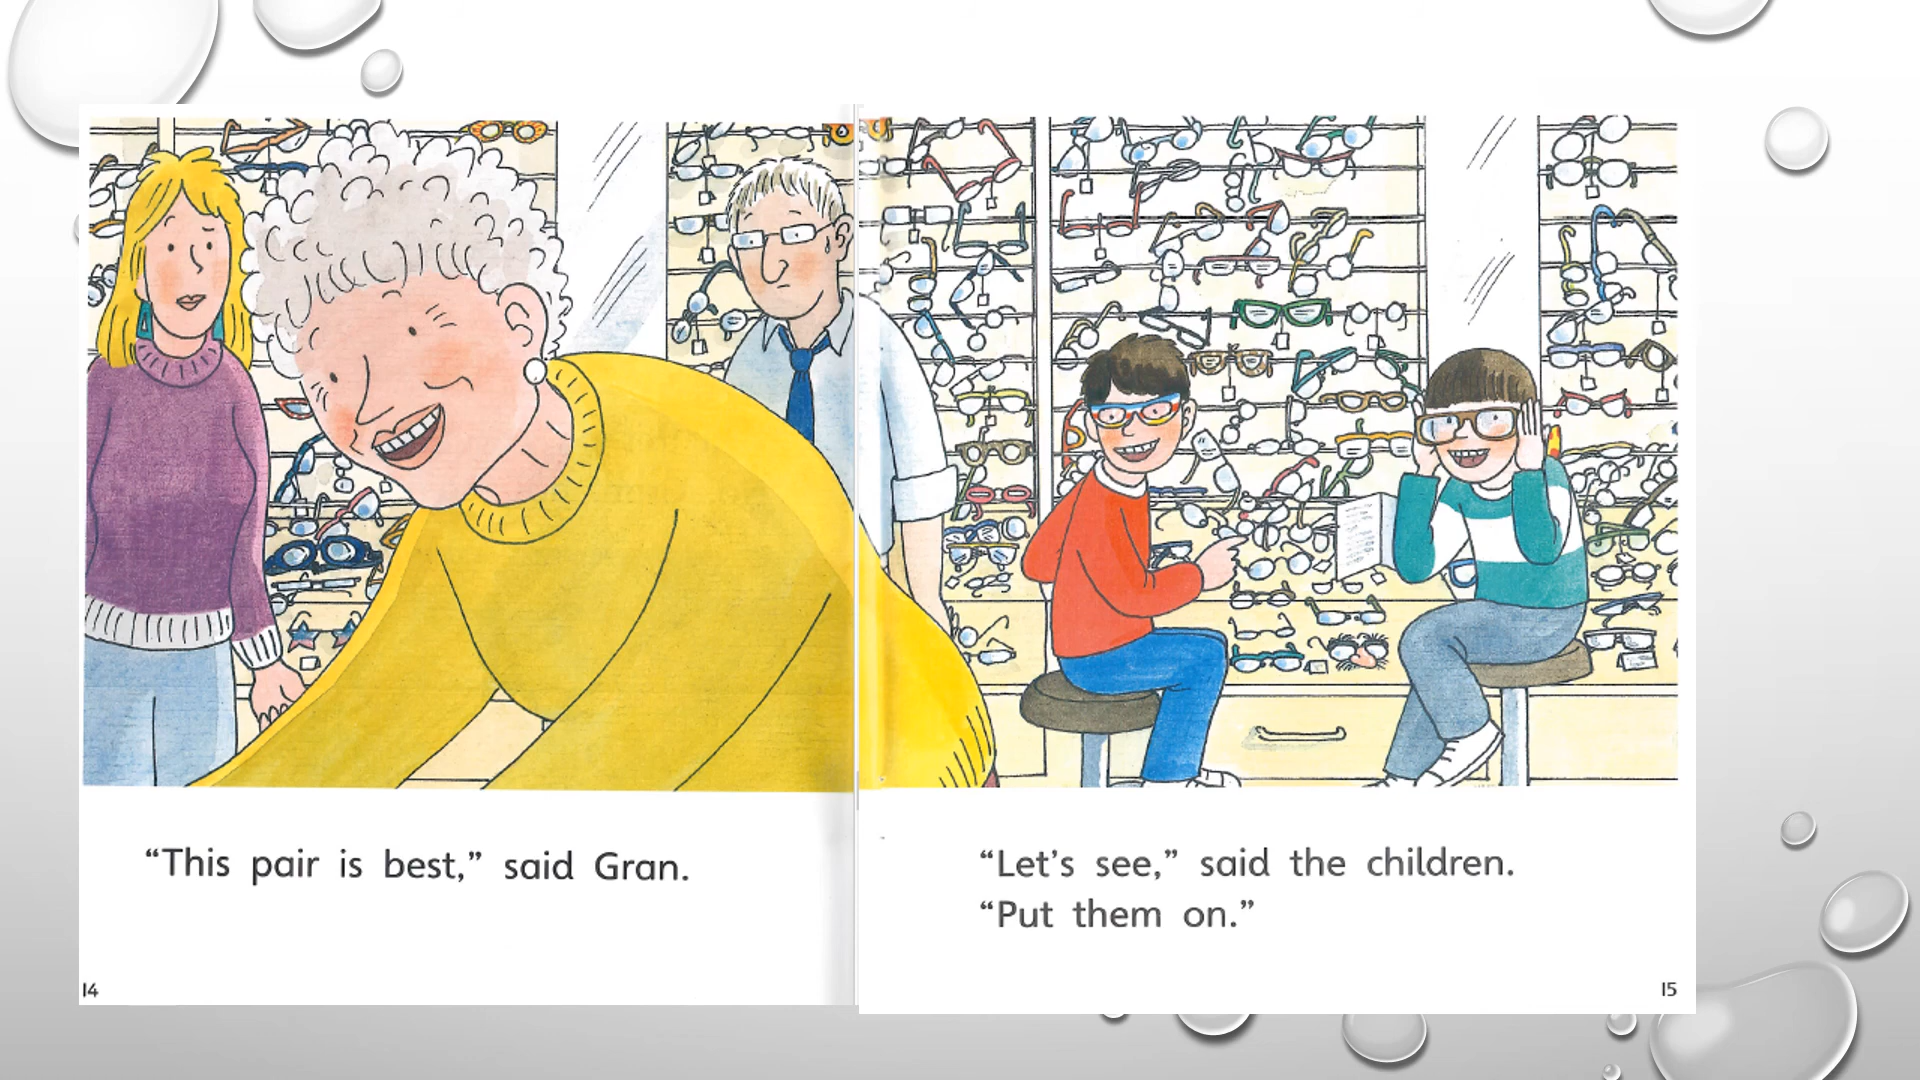 “This pair is best,” said Gran.
14
“Let’s see,” said the children.
“Put them on.”
15